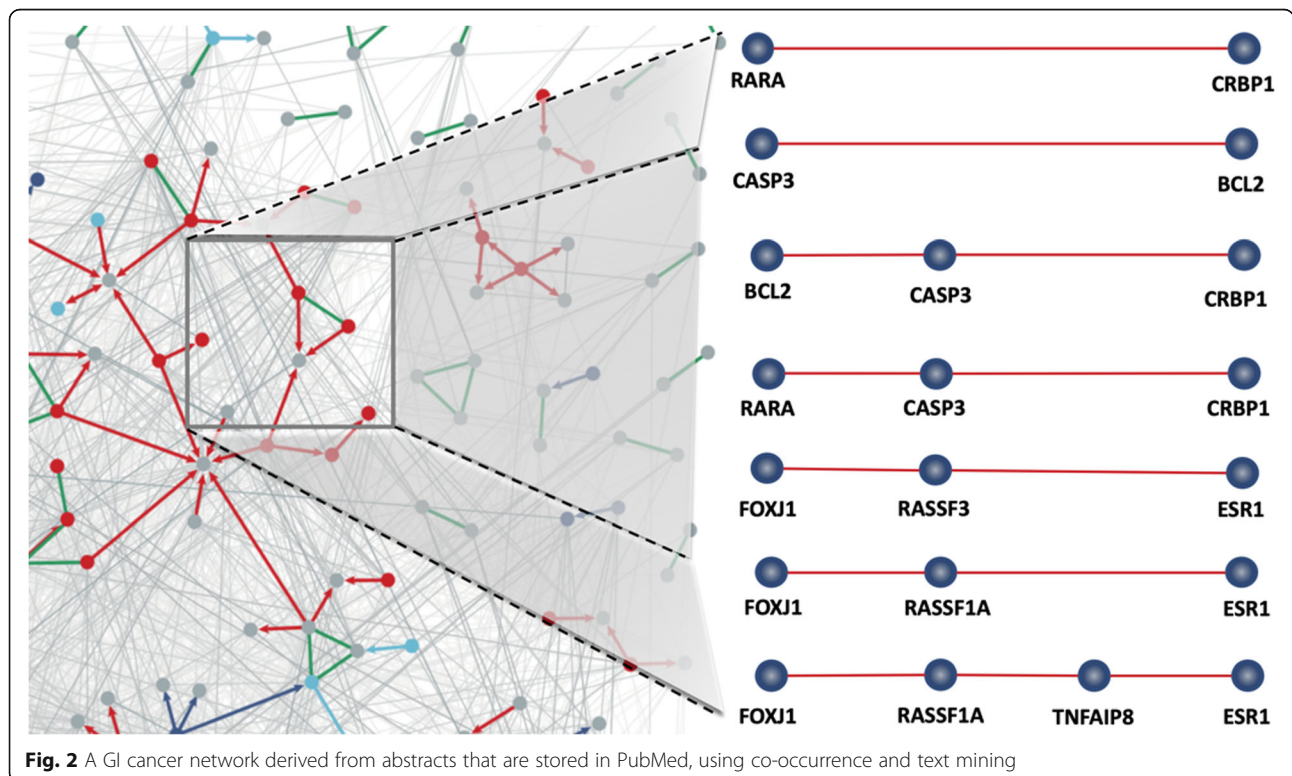 RARA CRBP1
CASP3 BCL2
BCL2 CASP3 CRBP1
RARA CASP3 CRBP1
FOXJ1 RASSF3 ESR1
FOXJ1 RASSF1A ESR1
FOXJ1 RASSF1A TNFAIP8 ESR1
Fig. 2 A GI cancer network derived from abstracts that are stored in PubMed, using co-occurrence and text mining